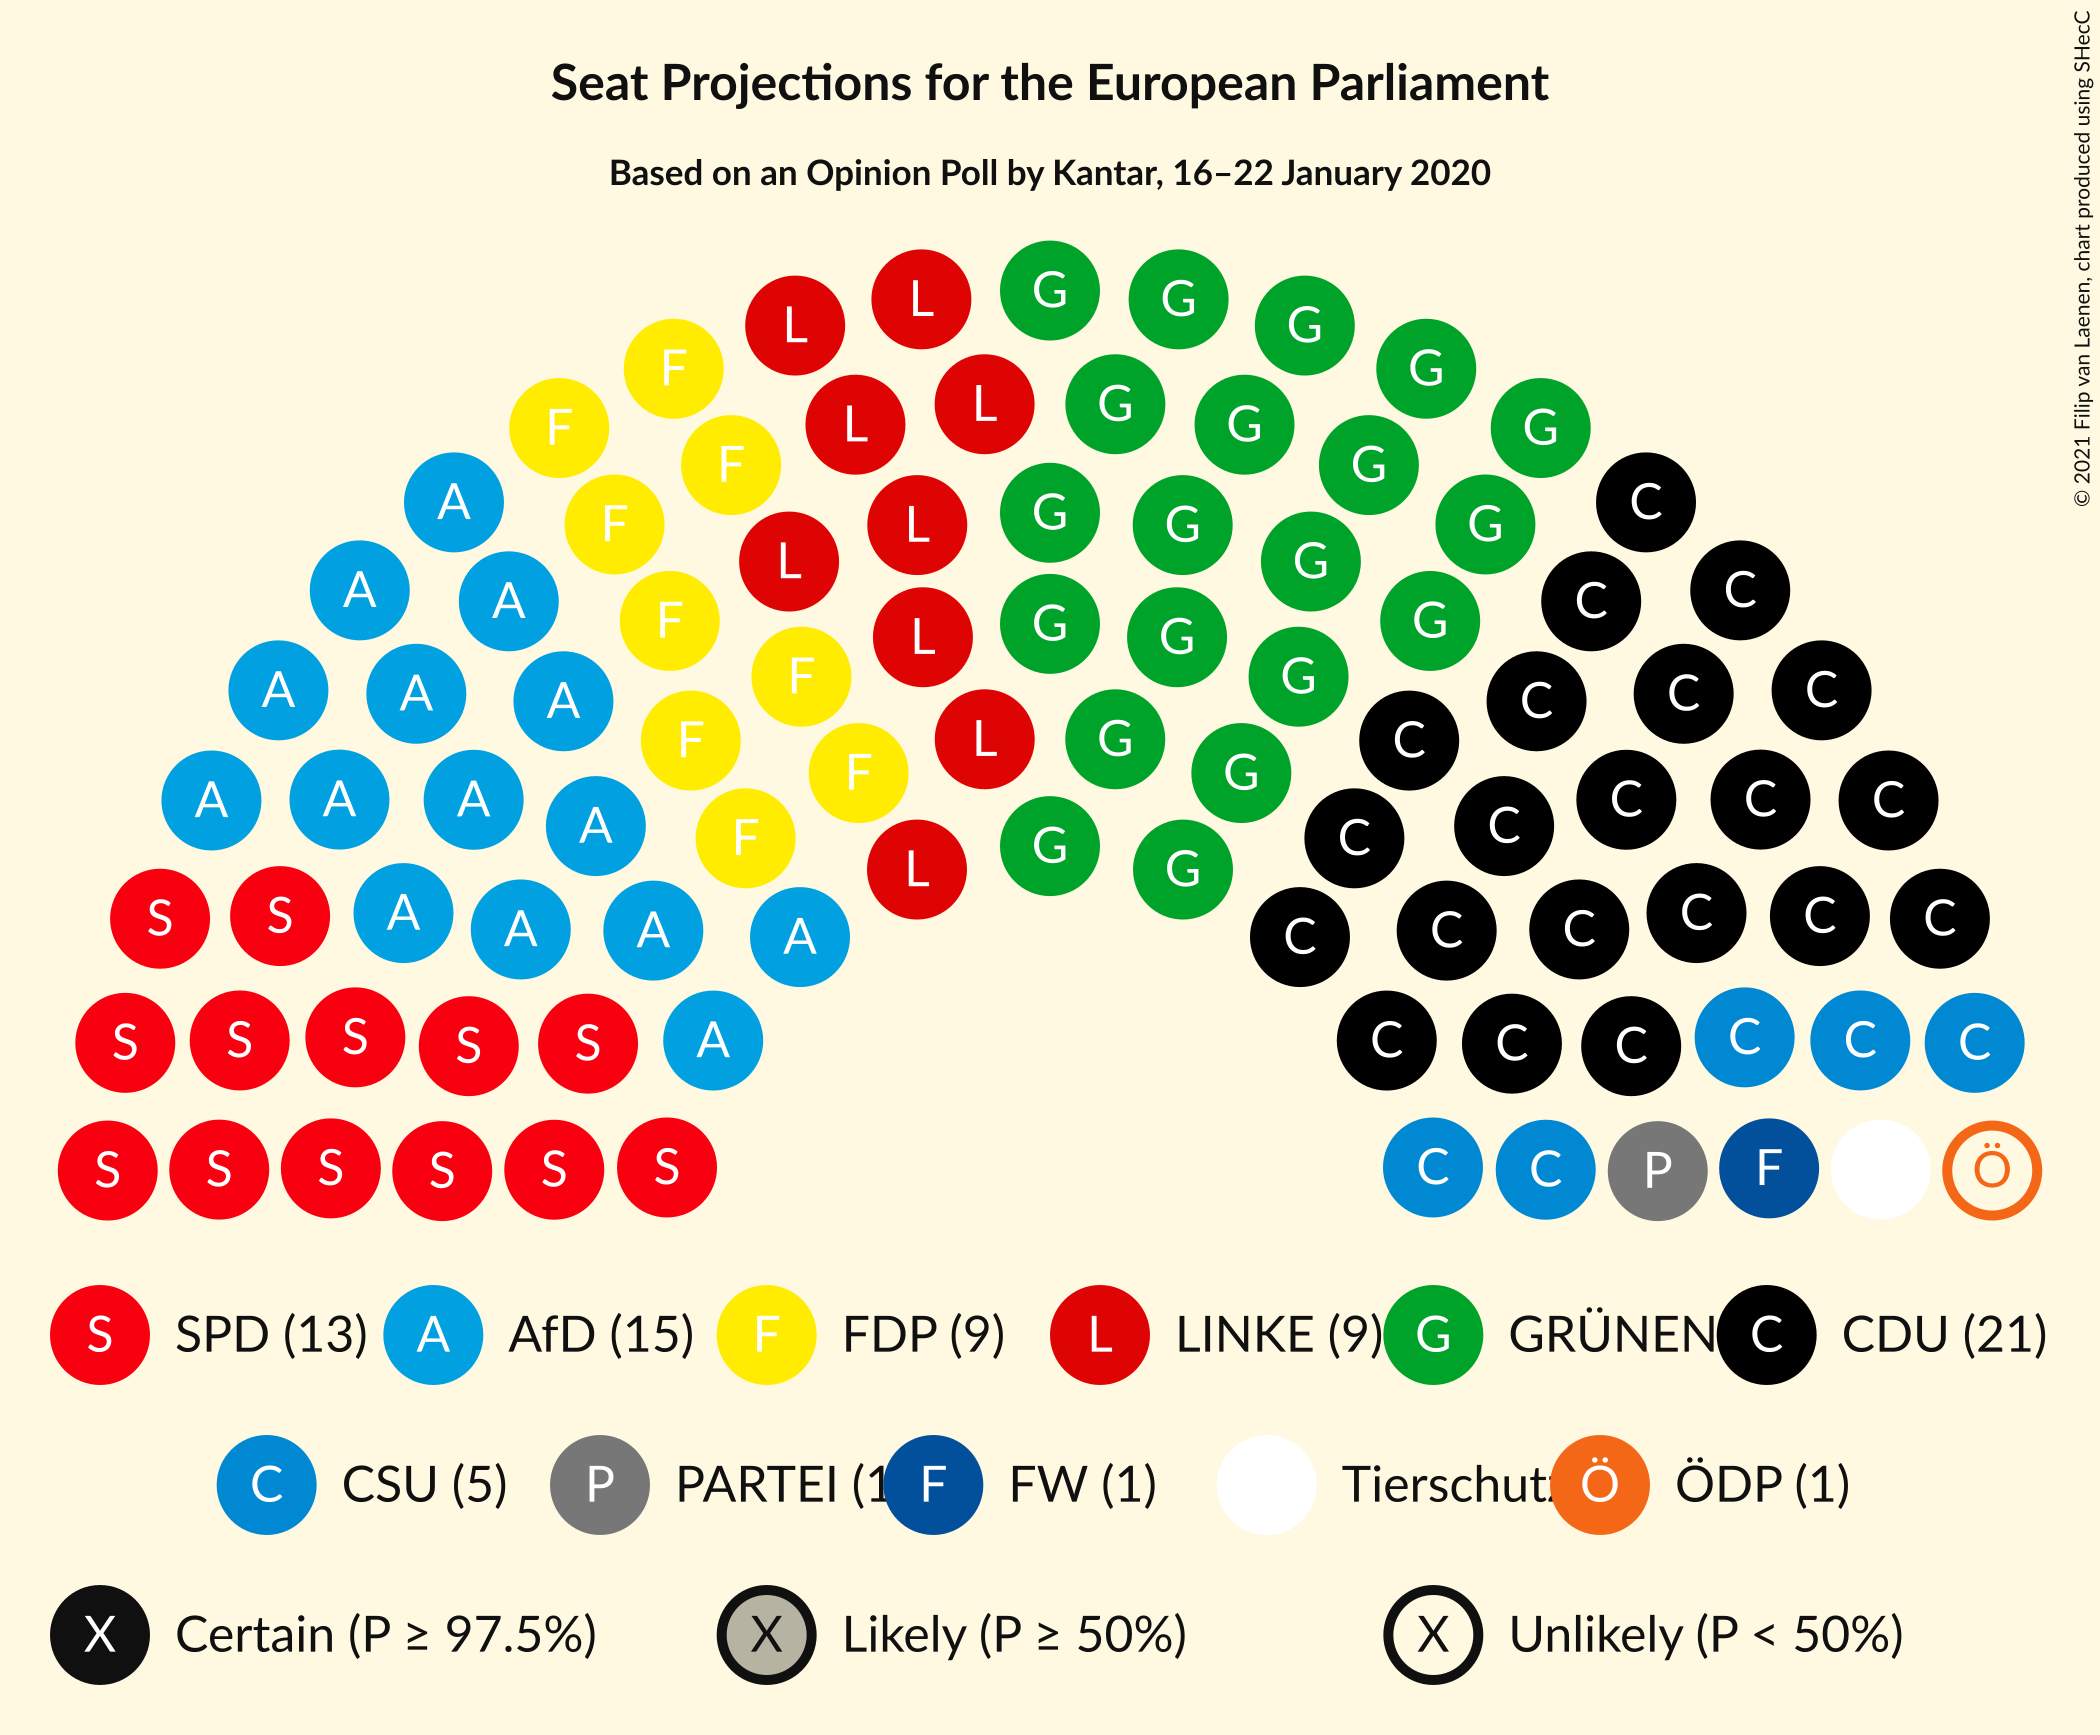 Seat Projections for the European Parliament
Based on an Opinion Poll by Kantar, 16–22 January 2020
© 2021 Filip van Laenen, chart produced using SHecC
L L G G G G G
F F L L G G G G
A F F L L G G G G C
A A F F L G G G C C
A A A F F L G G C C C C
A A A A F L G G C C C C C
S S A A A A C C C C C C
S S S S S A C C C C C C
S S S S S S C C P F Ö
S SPD (13) A AfD (15) F FDP (9) L LINKE (9) G GRÜNEN C CDU (21)
C CSU (5) P PARTEI (1 F FW (1) Tierschutz Ö ÖDP (1)
X Certain (P ≥ 97.5%) X Likely (P ≥ 50%) X Unlikely (P < 50%)